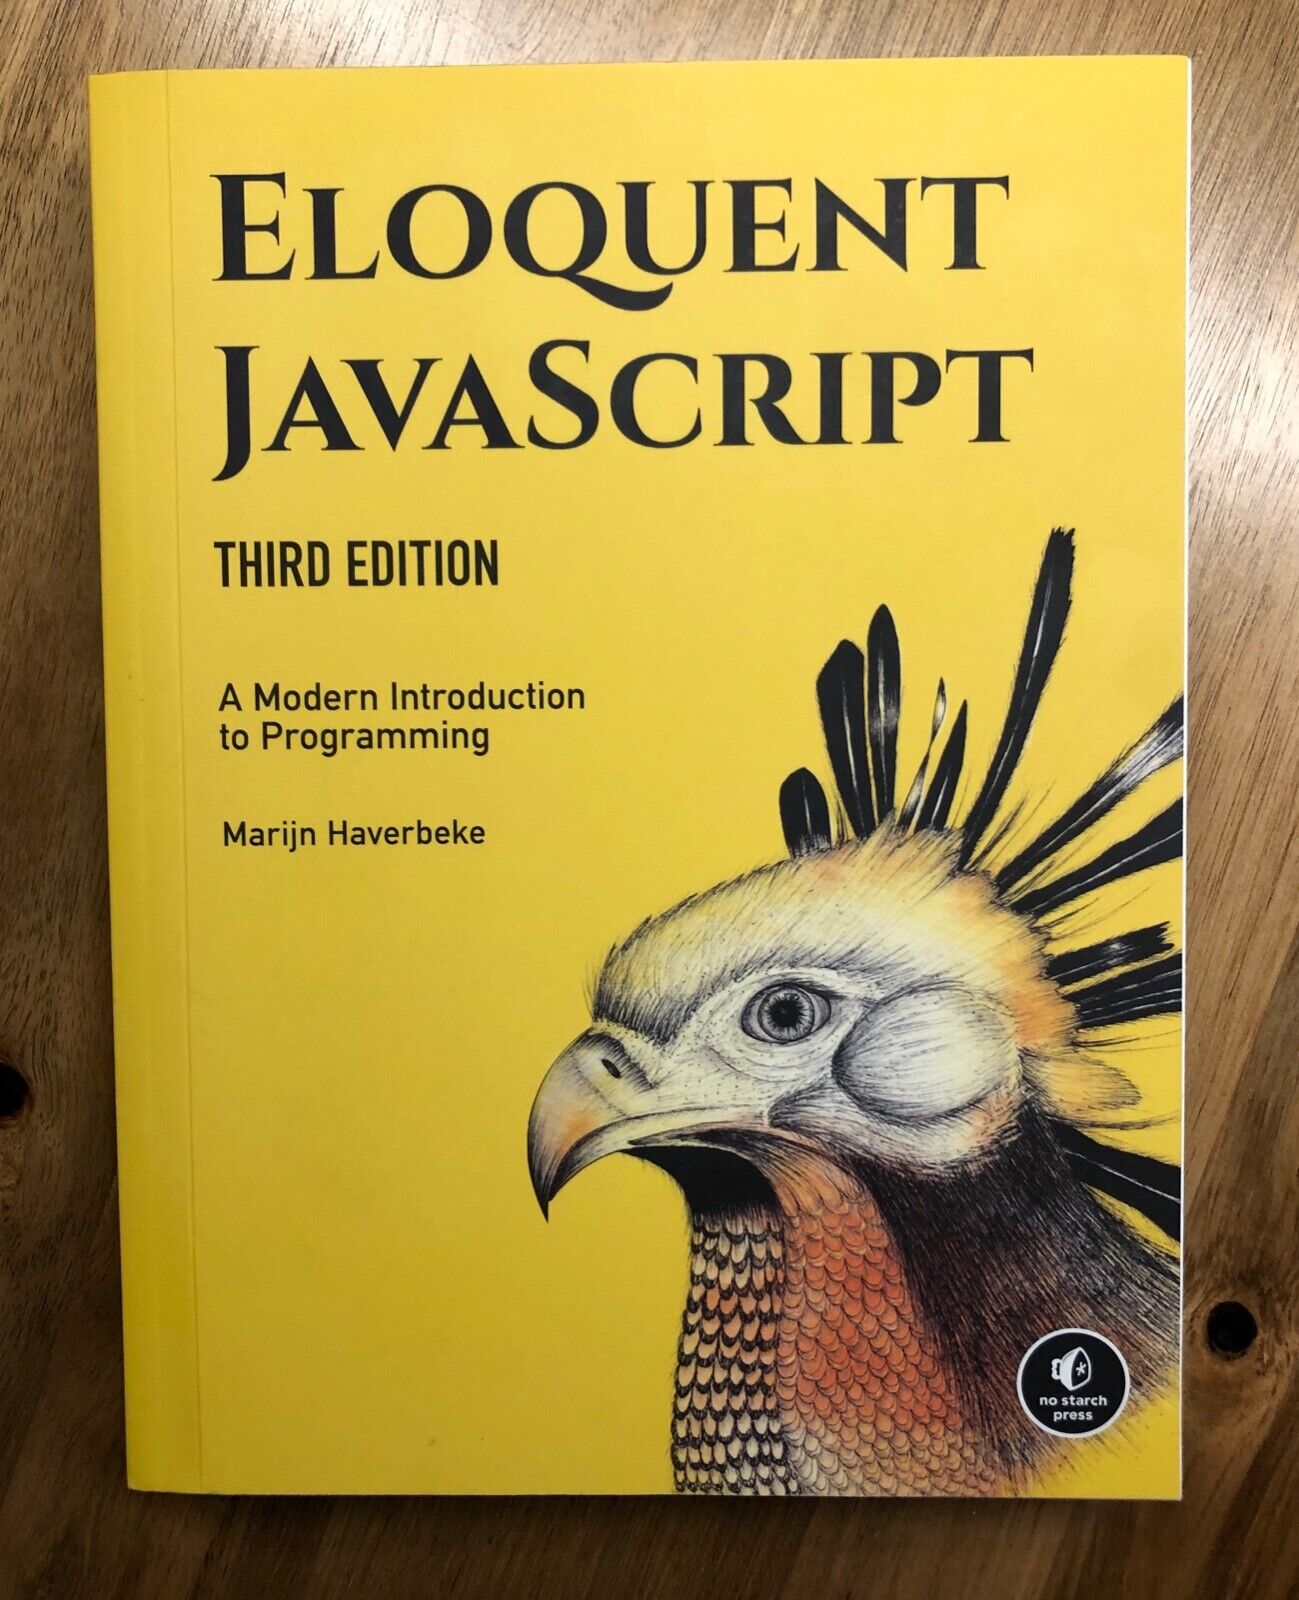 ELOQUENT
JAVASCRIPT
THIRD EDITION
A Modern Introduction
to Programming
Marijn Haverbeke
no starch
press